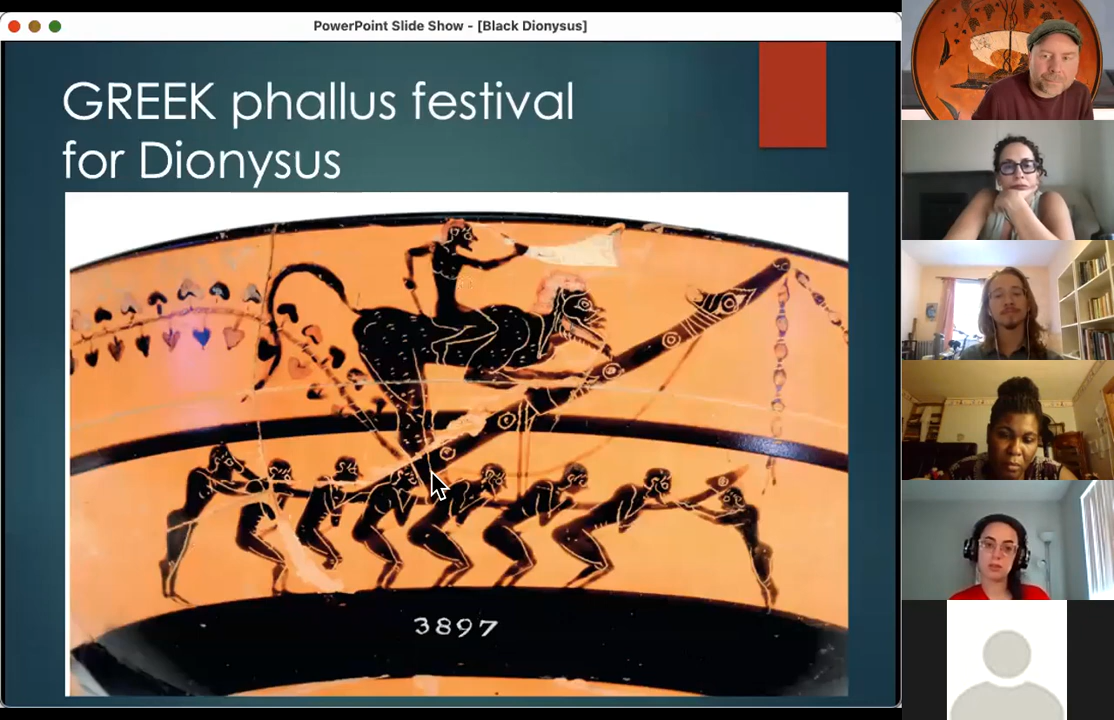 PowerPoint Slide Show - [Black Dionysus]
GREEK phallus festival
for Dionysus
3897